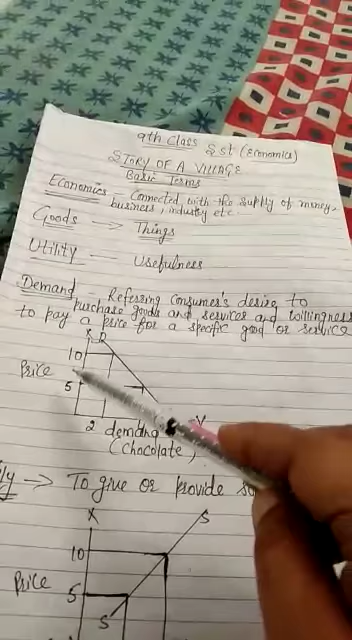 9th Class Sst (Economics)
STORY OF A VILLAGE
Basic Terms
Economics - Connected with the supply of money,
business, industry etc.
Goods → Things
Utility — Usefulness
Demand - Referring consumer's desire to
purchase goods and services and willingness
to pay a price for a specific good or service
X D
10
Price
5
Y
2 demand
(Chocolate)
→ To give or provide
X S
10
Price
5
S